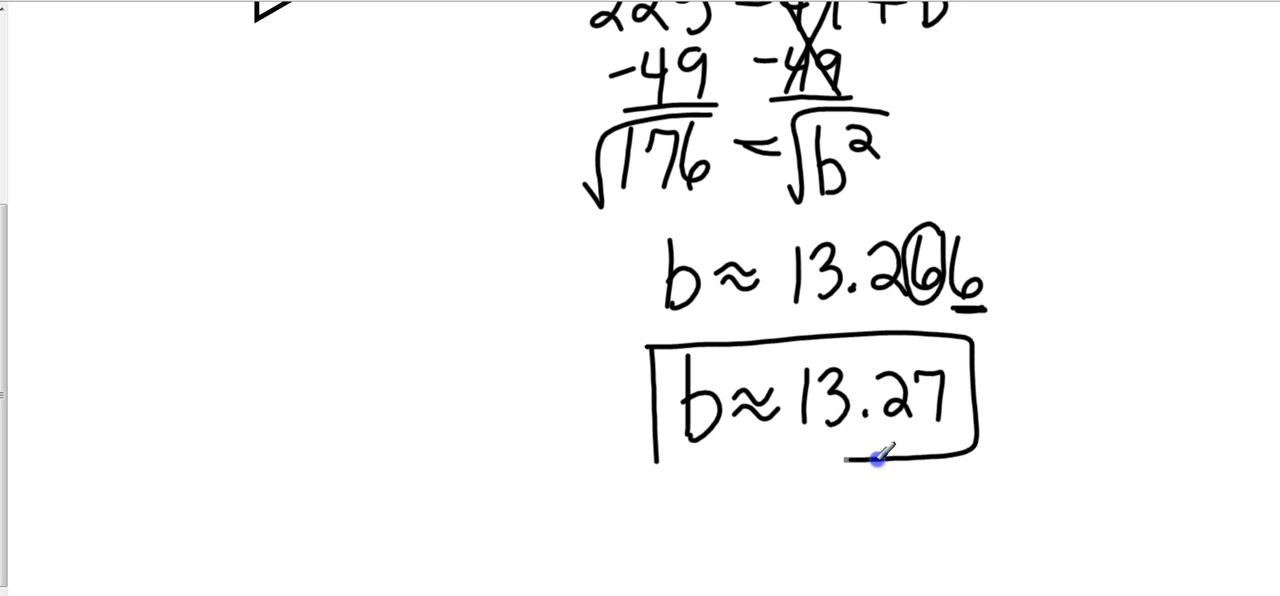 -49 -49
√176 = √b²
b ≈ 13.266
b ≈ 13.27